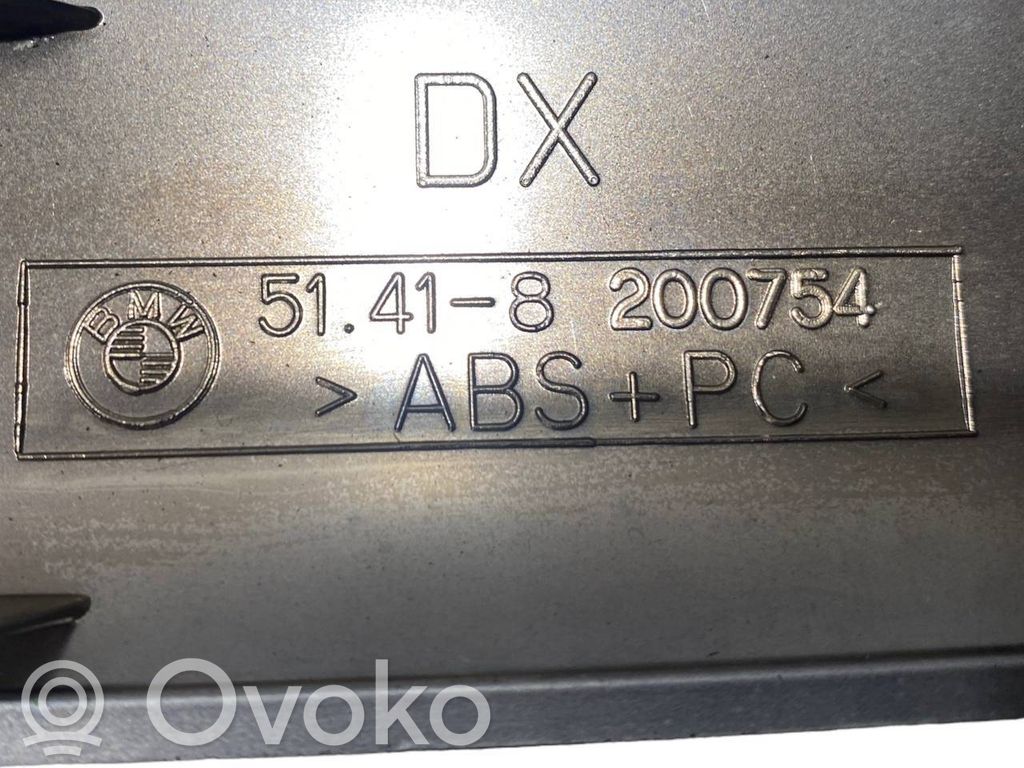 DX
BMW
51.41-8 200754
>ABS+PC<
® Ovoko